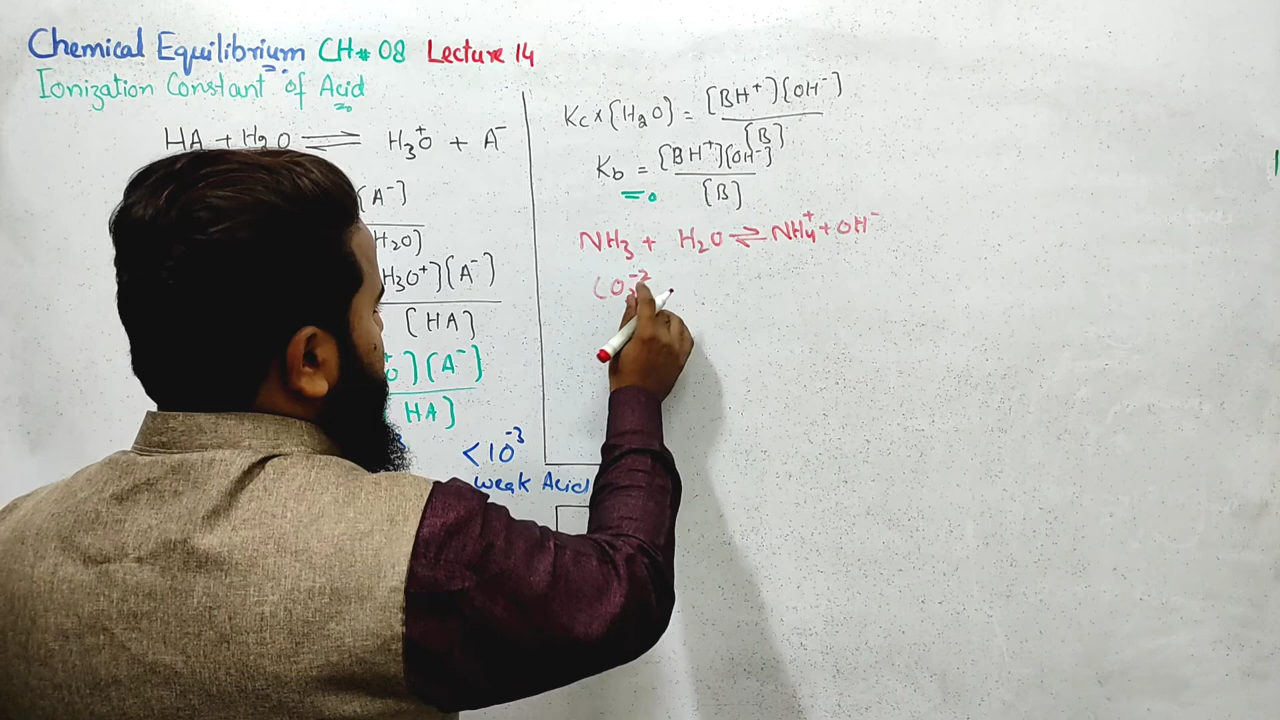 Chemical Equilibrium CH# 08 Lecture 14
Ionization Constant of Acid
HA + H2O ⇌ H3O+ + A-
[A-]
H2O]
H3O+][A-]
[HA]
][A-]
HA]
<10-3
weak Acid
Kc × [H2O] = [BH+][OH-]
[B]
Kb = [BH+][OH-]
[B]
NH3 + H2O ⇌ NH4+ + OH-
CO3-2